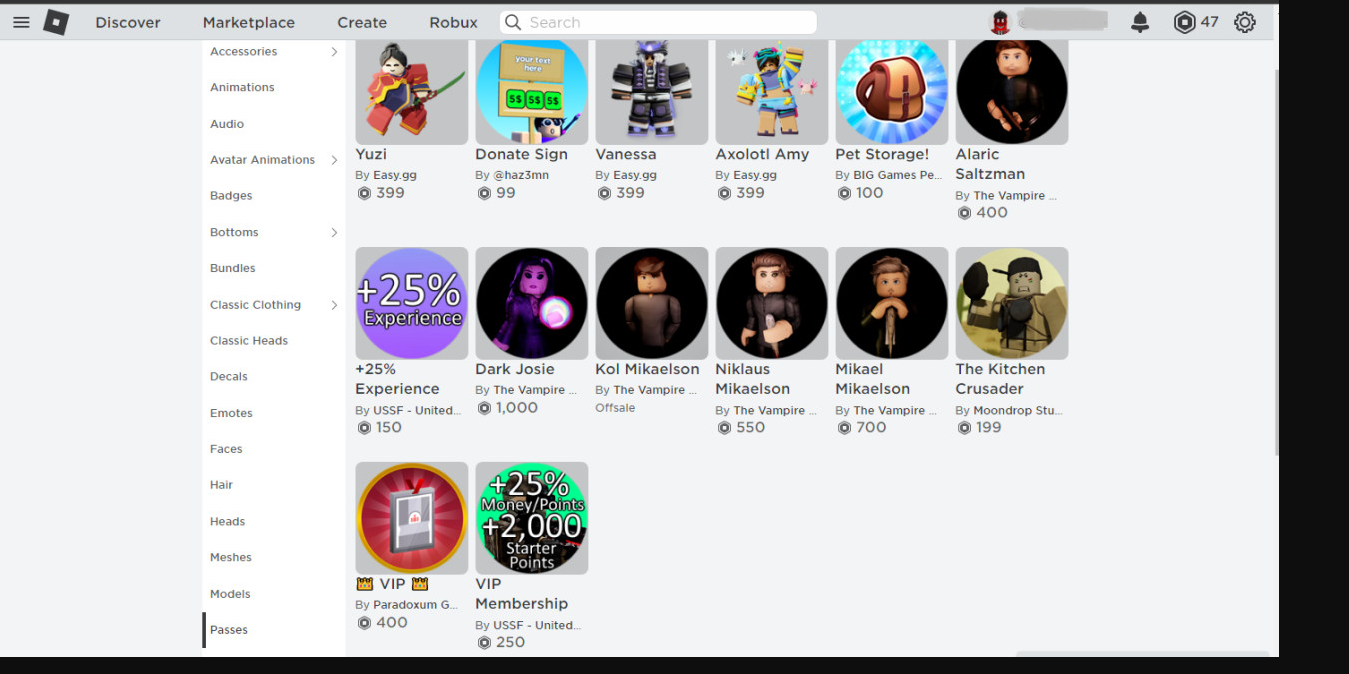 Discover
Marketplace
Create
Robux
Search
47
Accessories
Animations
Audio
Avatar Animations
Badges
Bottoms
Bundles
Classic Clothing
Classic Heads
Decals
Emotes
Faces
Hair
Heads
Meshes
Models
Passes
Yuzi
By Easy.gg
399
your text
here
5$ 5$ 5$
Donate Sign
By @haz3mn
99
Vanessa
By Easy.gg
399
Axolotl Amy
By Easy.gg
399
Pet Storage!
By BIG Games Pe...
100
Alaric
Saltzman
By The Vampire ...
400
+25%
Experience
+25%
Experience
By USSF - United...
150
Dark Josie
By The Vampire ...
1,000
Kol Mikaelson
By The Vampire ...
Offsale
Niklaus
Mikaelson
By The Vampire ...
550
Mikael
Mikaelson
By The Vampire ...
700
The Kitchen
Crusader
By Moondrop Stu...
199
👑 VIP 👑
By Paradoxum G...
400
+25%
Money/Points
+2,000
Starter
Points
VIP
Membership
By USSF - United...
250